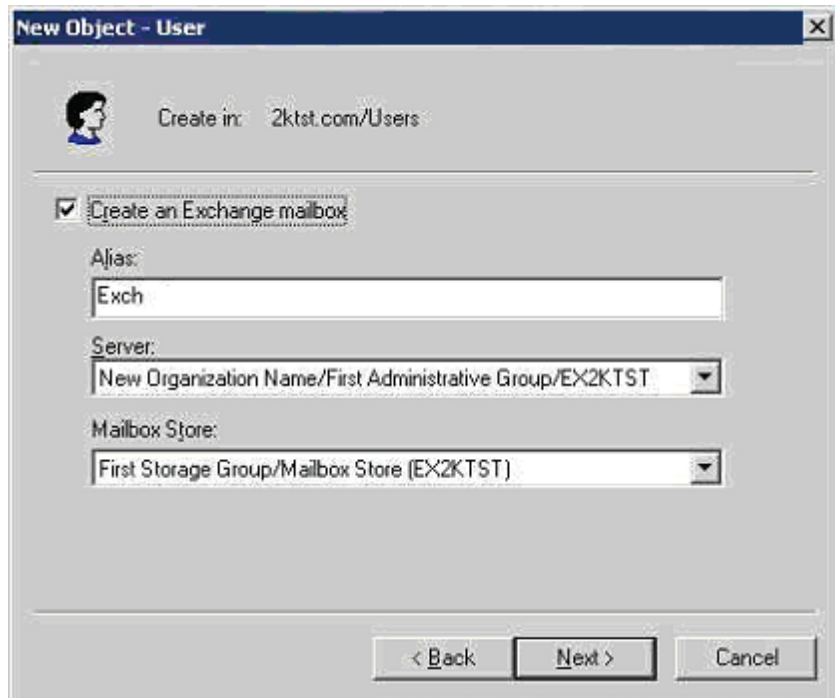 New Object - User
Create in: 2ktst.com/Users
Create an Exchange mailbox
Alias:
Exch
Server:
New Organization Name/First Administrative Group/EX2KTST
Mailbox Store:
First Storage Group/Mailbox Store (EX2KTST)
< Back Next > Cancel